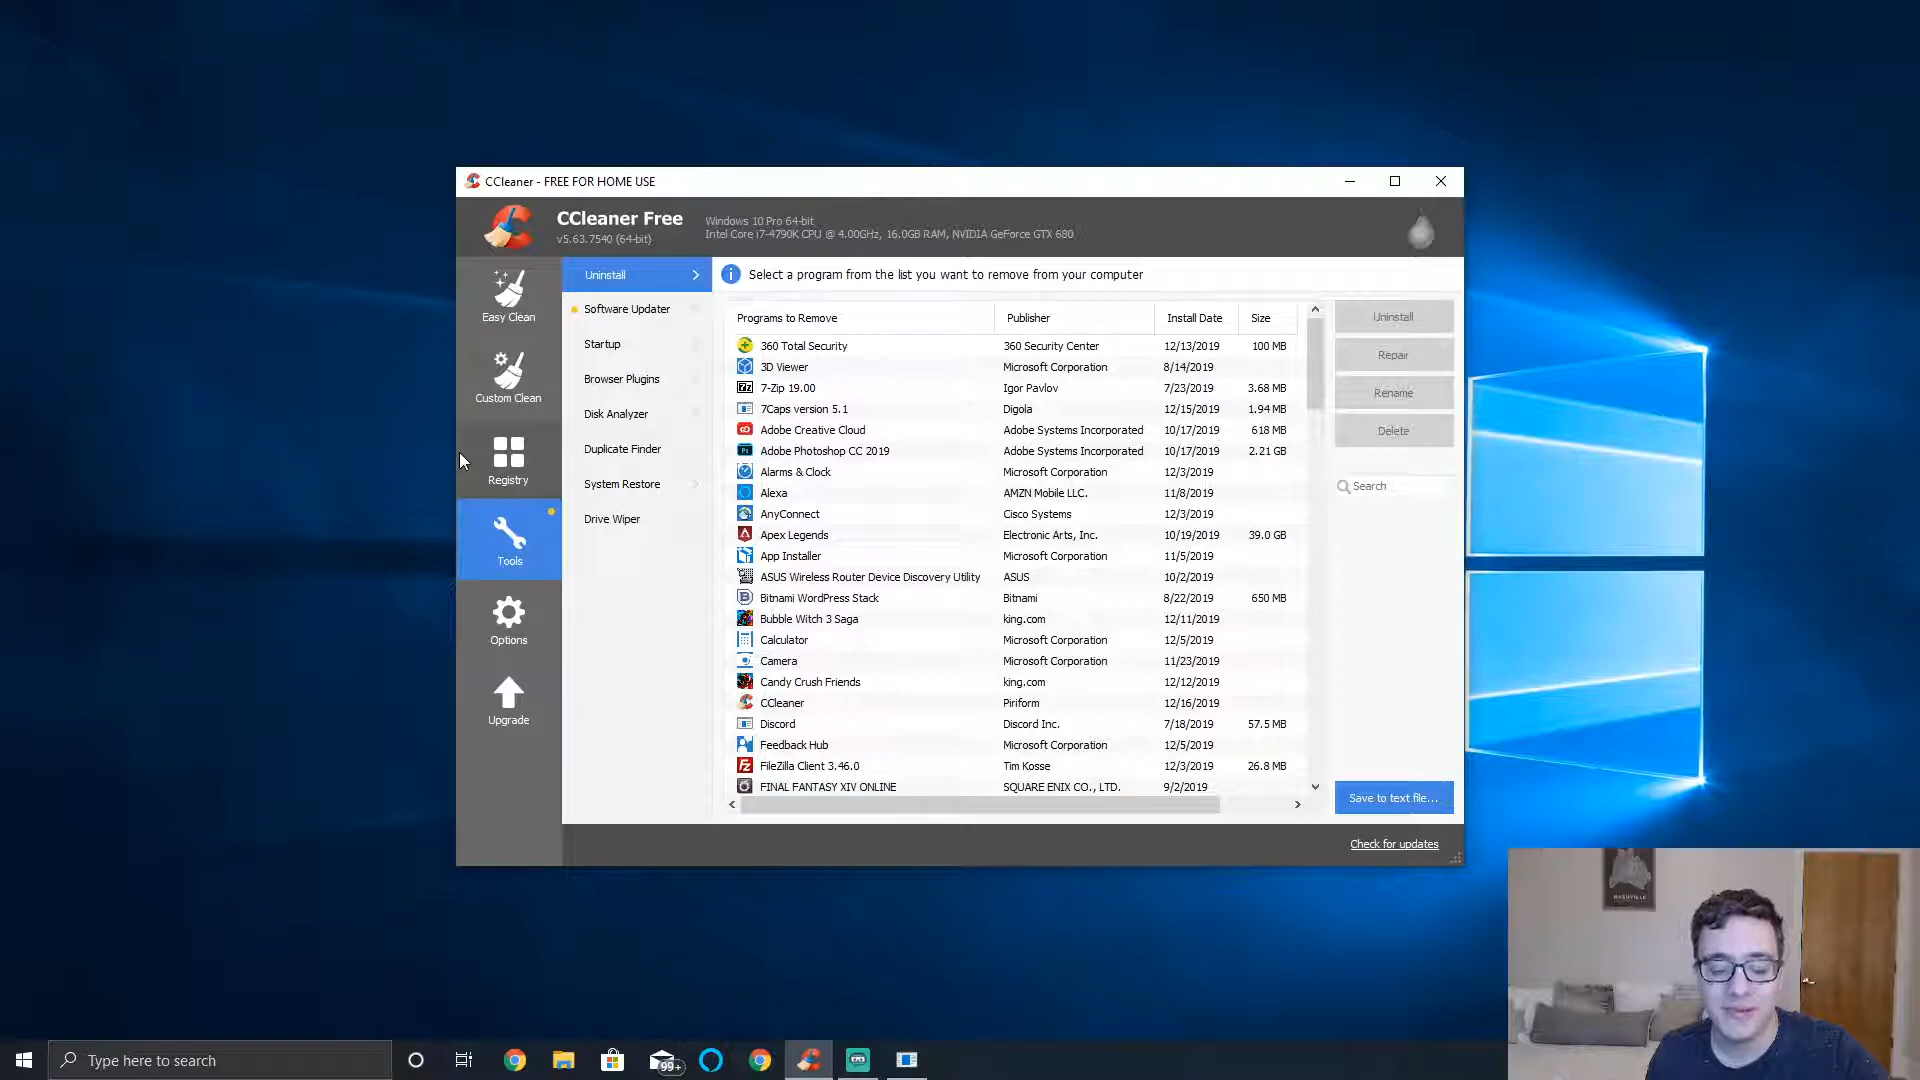 CCleaner - FREE FOR HOME USE
CCleaner Free
v5.63.7540 (64-bit)
Windows 10 Pro 64-bit
Intel Core i7-4790K CPU @ 4.00GHz, 16.0GB RAM, NVIDIA GeForce GTX 680
Easy Clean
Custom Clean
Registry
Tools
Options
Upgrade
Uninstall
Software Updater
Startup
Browser Plugins
Disk Analyzer
Duplicate Finder
System Restore
Drive Wiper
Select a program from the list you want to remove from your computer
Programs to Remove Publisher Install Date Size
360 Total Security 360 Security Center 12/13/2019 100 MB
3D Viewer Microsoft Corporation 8/14/2019
7-Zip 19.00 Igor Pavlov 7/23/2019 3.68 MB
7Caps version 5.1 Digola 12/15/2019 1.94 MB
Adobe Creative Cloud Adobe Systems Incorporated 10/17/2019 618 MB
Adobe Photoshop CC 2019 Adobe Systems Incorporated 10/17/2019 2.21 GB
Alarms & Clock Microsoft Corporation 12/3/2019
Alexa AMZN Mobile LLC. 11/8/2019
AnyConnect Cisco Systems 12/3/2019
Apex Legends Electronic Arts, Inc. 10/19/2019 39.0 GB
App Installer Microsoft Corporation 11/5/2019
ASUS Wireless Router Device Discovery Utility ASUS 10/2/2019
Bitnami WordPress Stack Bitnami 8/22/2019 650 MB
Bubble Witch 3 Saga king.com 12/11/2019
Calculator Microsoft Corporation 12/5/2019
Camera Microsoft Corporation 11/23/2019
Candy Crush Friends king.com 12/12/2019
CCleaner Piriform 12/16/2019
Discord Discord Inc. 7/18/2019 57.5 MB
Feedback Hub Microsoft Corporation 12/5/2019
FileZilla Client 3.46.0 Tim Kosse 12/3/2019 26.8 MB
FINAL FANTASY XIV ONLINE SQUARE ENIX CO., LTD. 9/2/2019
Uninstall
Repair
Rename
Delete
Search
Save to text file...
Check for updates
NASHVILLE
Type here to search
99+